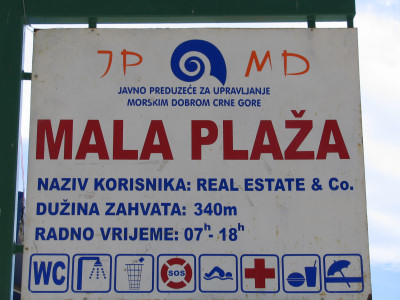 JP MD
JAVNO PREDUZEĆE ZA UPRAVLJANJE
MORSKIM DOBROM CRNE GORE
MALA PLAŽA
NAZIV KORISNIKA: REAL ESTATE & Co.
DUŽINA ZAHVATA: 340m
RADNO VRIJEME: 07h- 18h
WC SOS